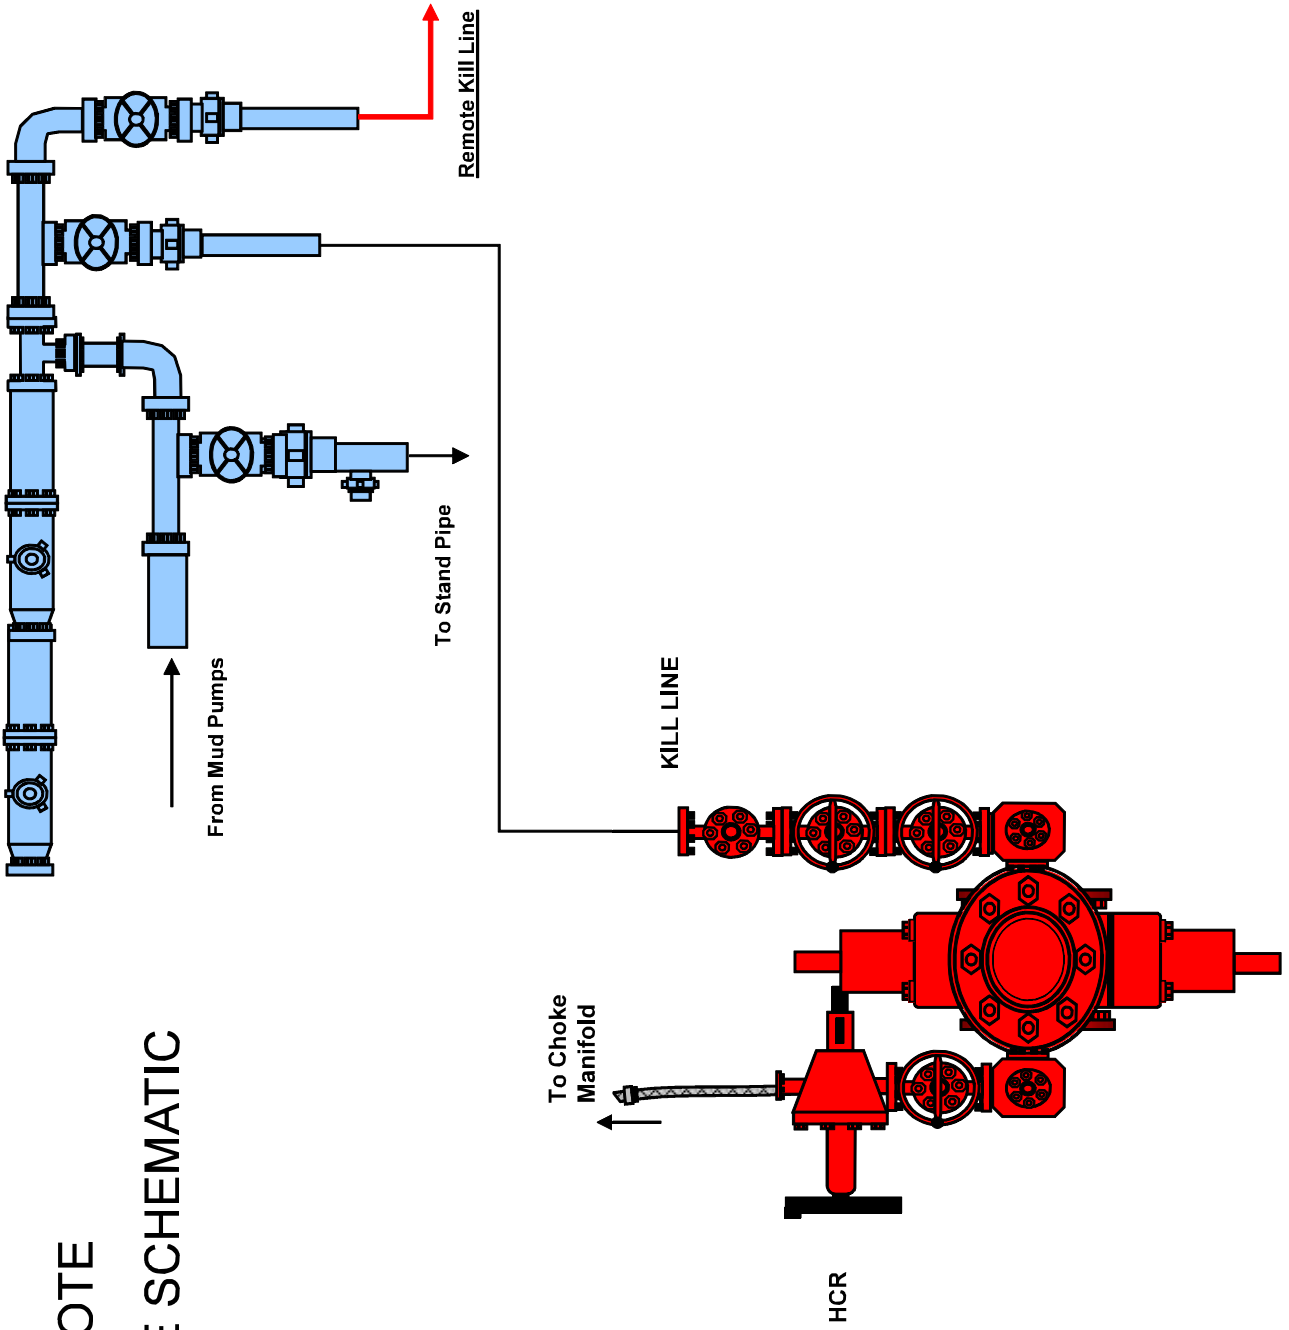 OTE
E SCHEMATIC
Remote Kill Line
To Stand Pipe
From Mud Pumps
KILL LINE
To Choke
Manifold
HCR